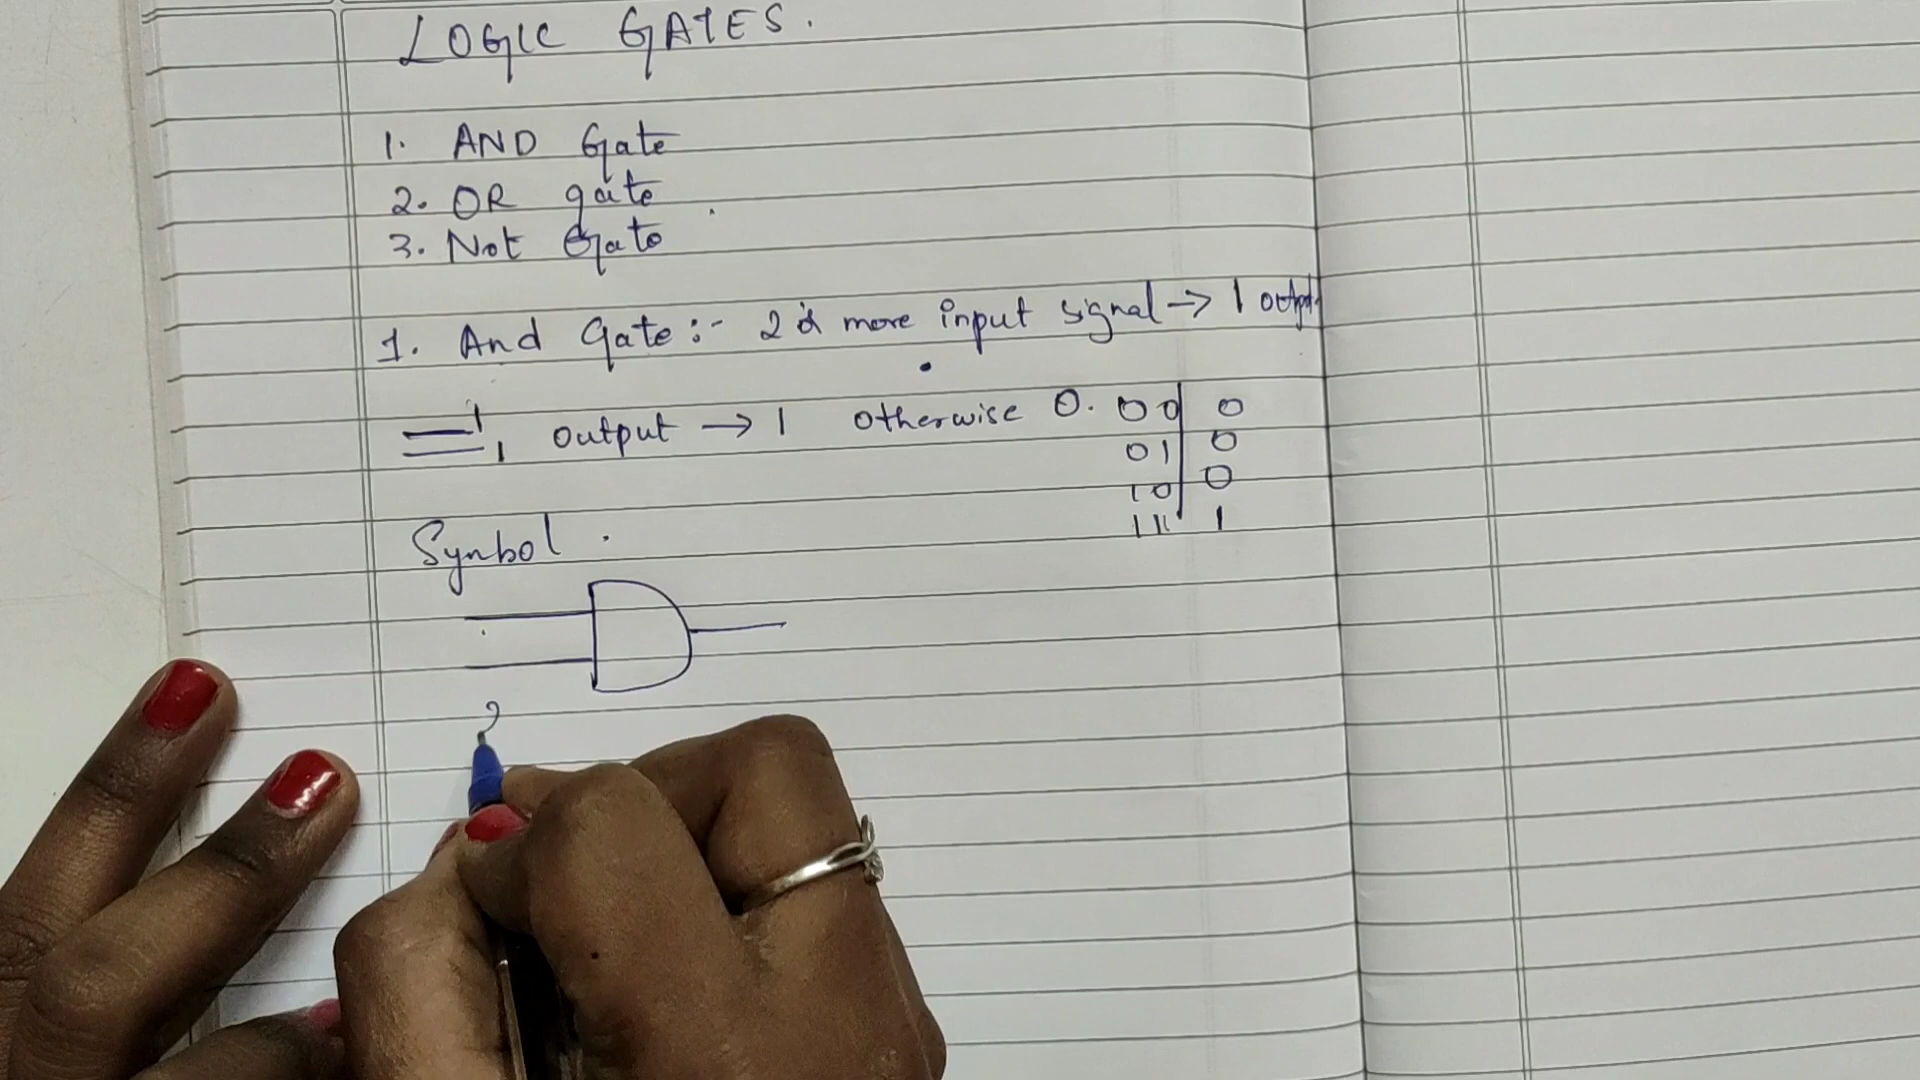 LOGIC GATES.
1. AND Gate
2. OR gate
3. Not Gate
1. And Gate :- 2 or more input signal → 1 output
1
1 output → 1 otherwise 0.
0 0 | 0
0 1 | 0
1 0 | 0
1 1 | 1
Synbol .
2